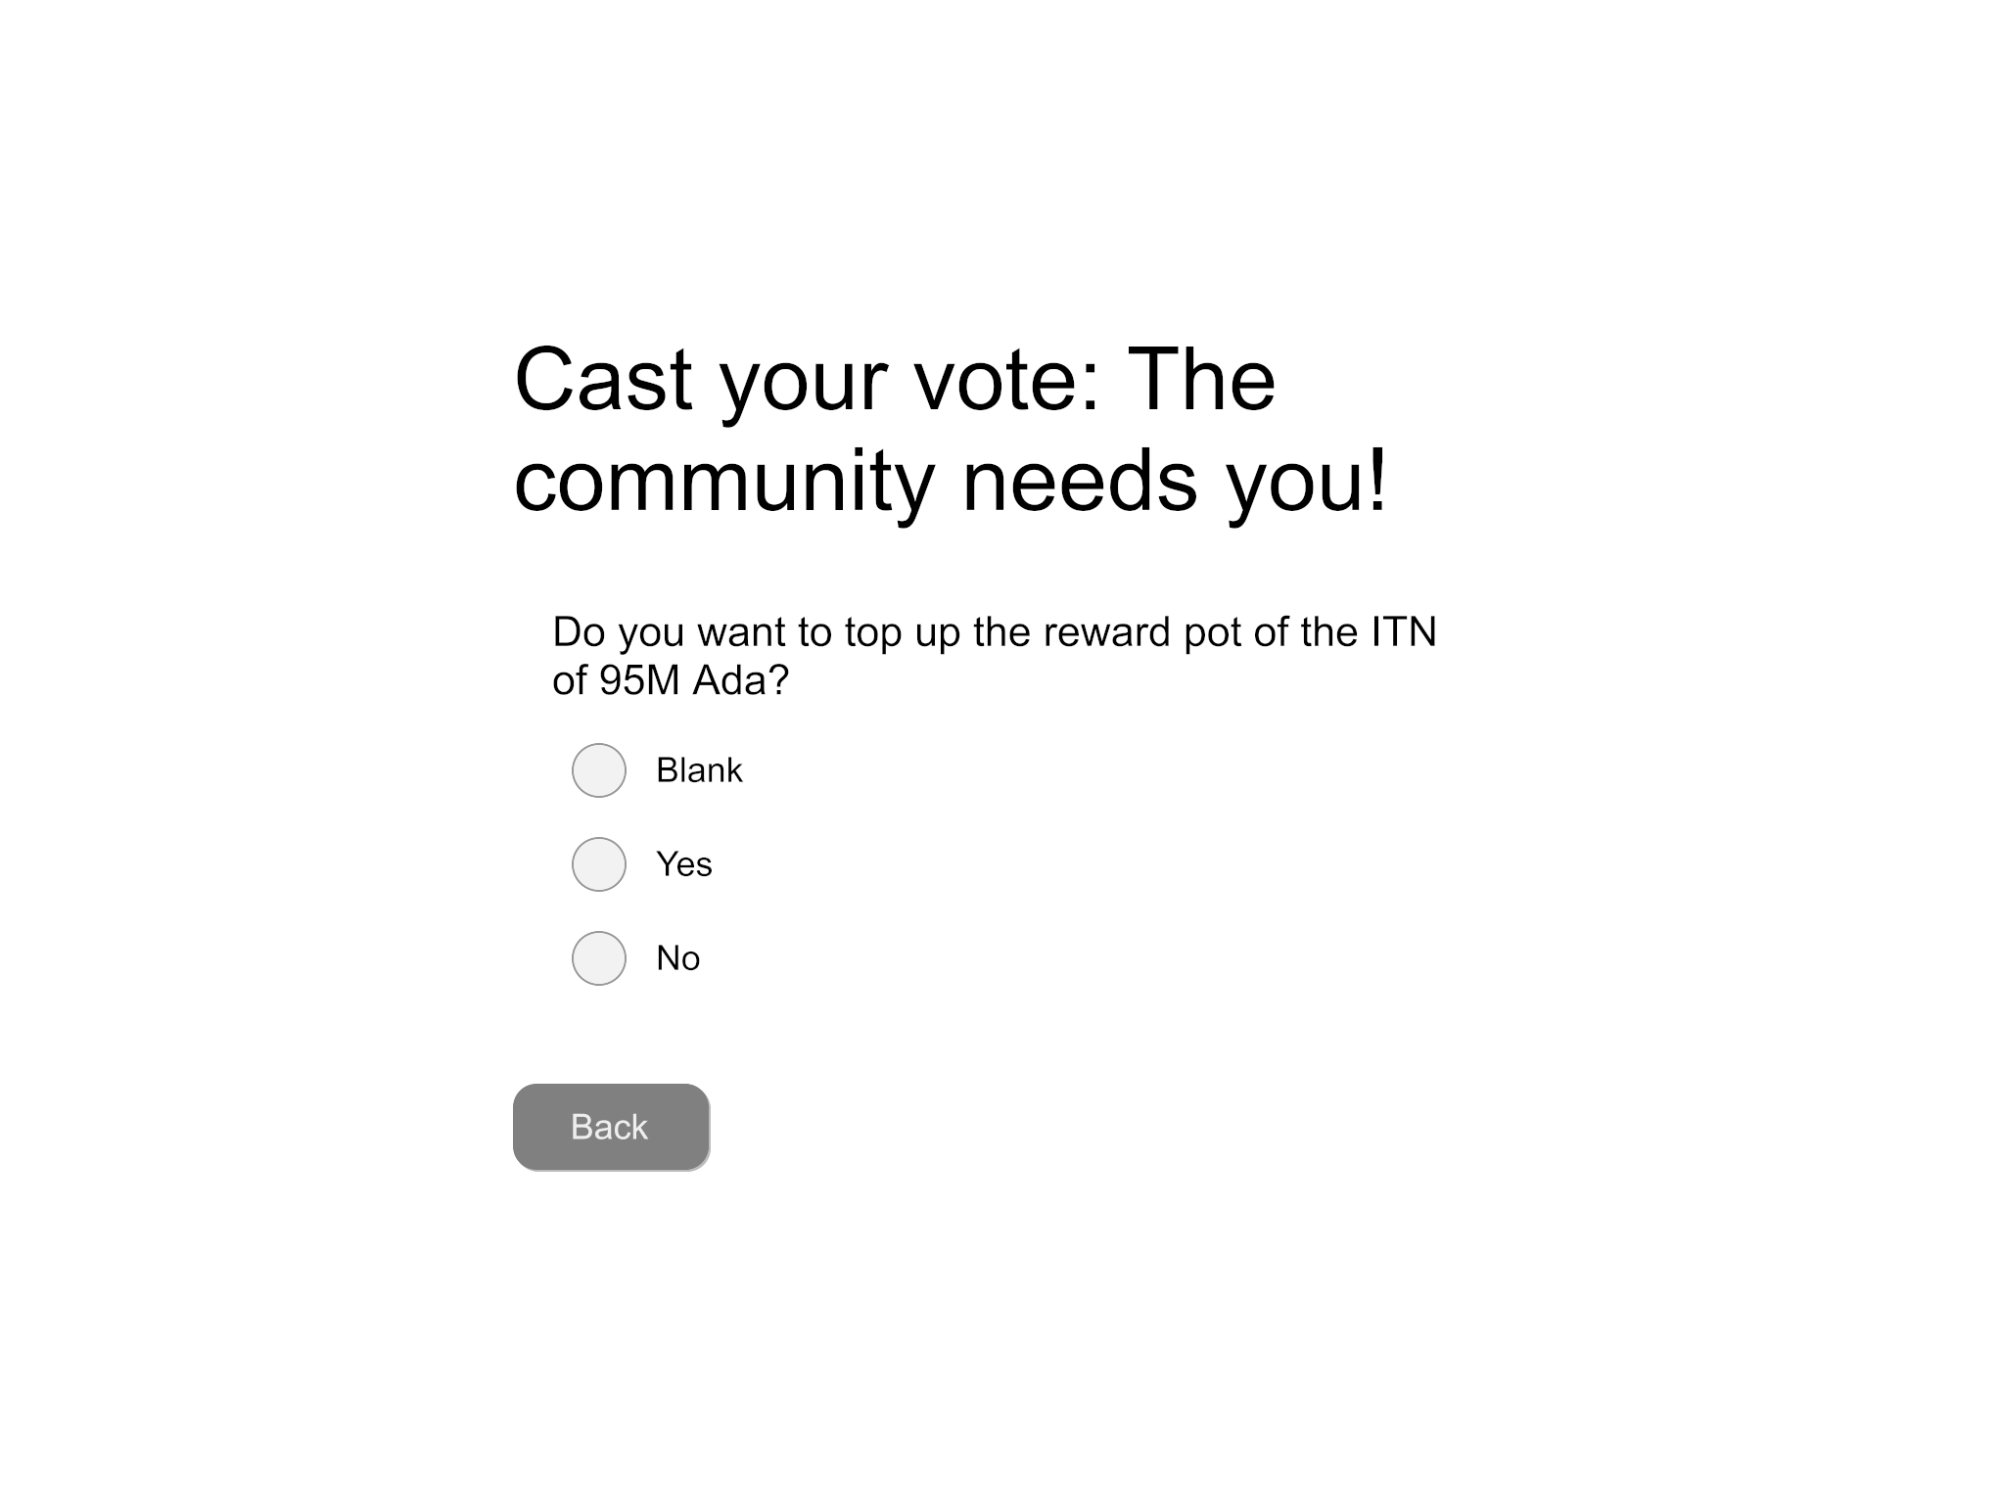 Cast your vote: The
community needs you!
Do you want to top up the reward pot of the ITN
of 95M Ada?
Blank
Yes
No
Back